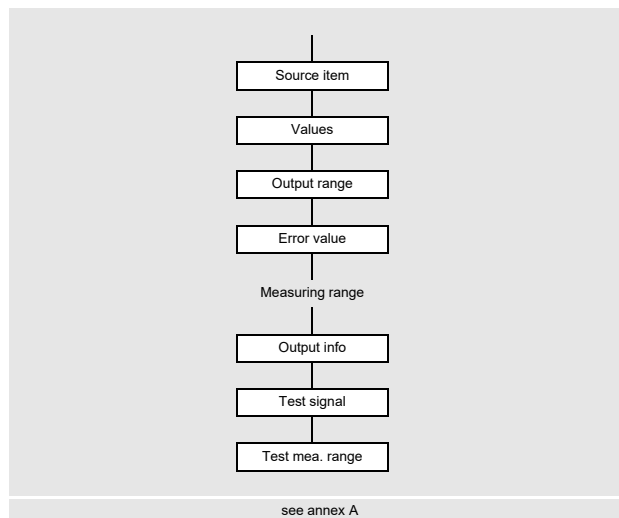 Source item
Values
Output range
Error value
Measuring range
Output info
Test signal
Test mea. range
see annex A